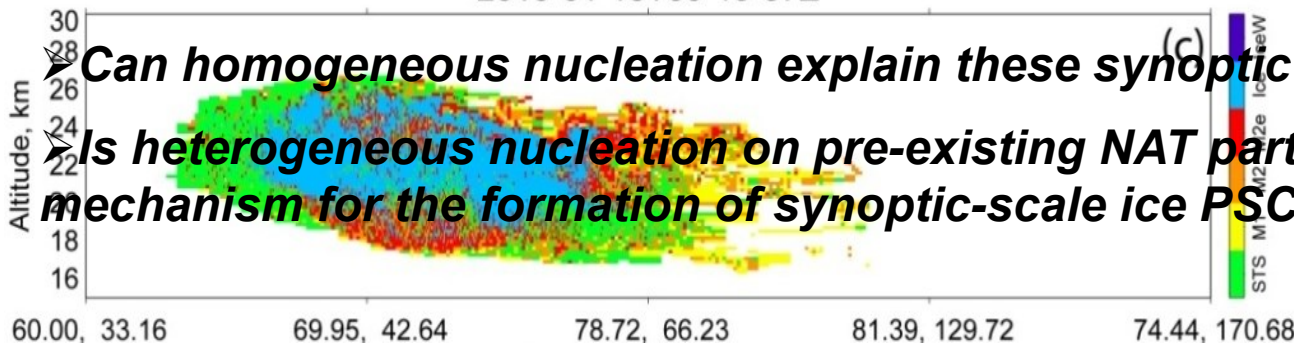 30
28
26
24
22
18
16
Altitude, km
(c)
➢Can homogeneous nucleation explain these synoptic
➢Is heterogeneous nucleation on pre-existing NAT part
mechanism for the formation of synoptic-scale ice PSC
STS
60.00, 33.16 69.95, 42.64 78.72, 66.23 81.39, 129.72 74.44, 170.68